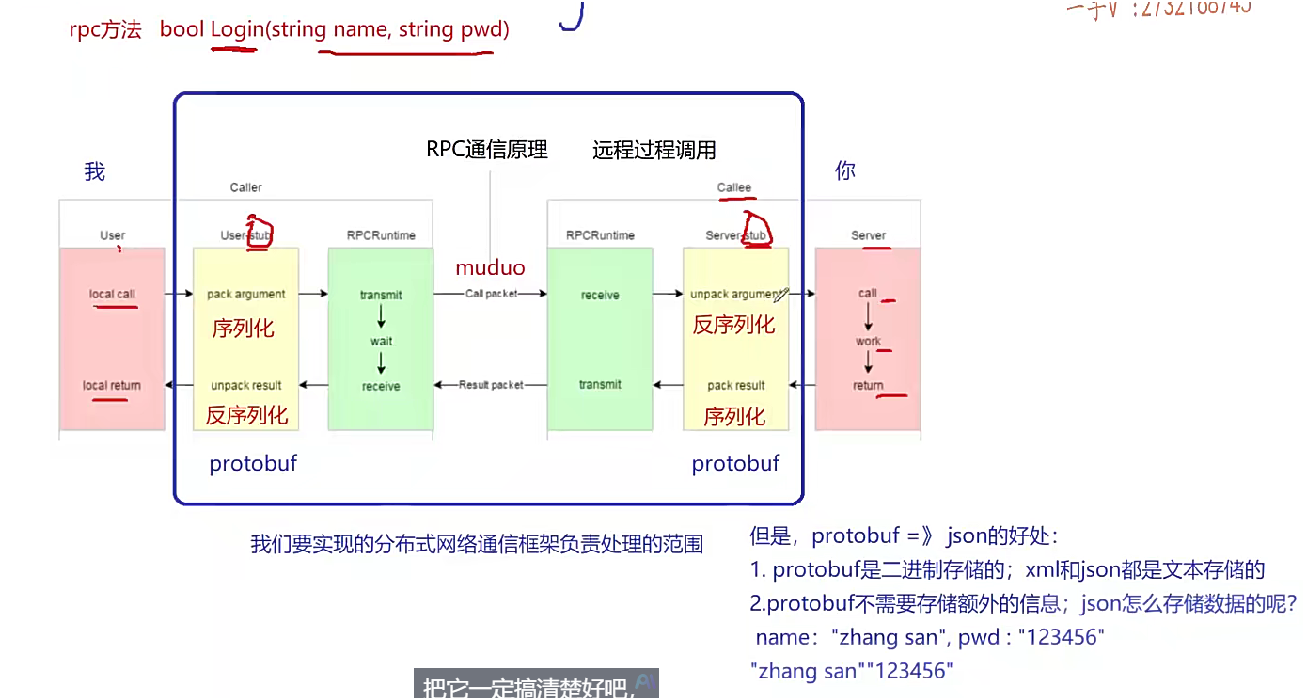 rpc方法 bool Login(string name, string pwd)
RPC通信原理 远程过程调用
我
你
Caller
Callee
User
User-stub
RPCRuntime
RPCRuntime
Server-stub
Server
muduo
local call
pack argument
transmit
Call packet
receive
unpack argument
call
序列化
反序列化
wait
work
local return
unpack result
receive
Result packet
transmit
pack result
return
反序列化
序列化
protobuf
protobuf
我们要实现的分布式网络通信框架负责处理的范围
但是，protobuf =》 json的好处：
1. protobuf是二进制存储的；xml和json都是文本存储的
2.protobuf不需要存储额外的信息；json怎么存储数据的呢？
name："zhang san", pwd : "123456"
"zhang san""123456"
把它一定搞清楚好吧，